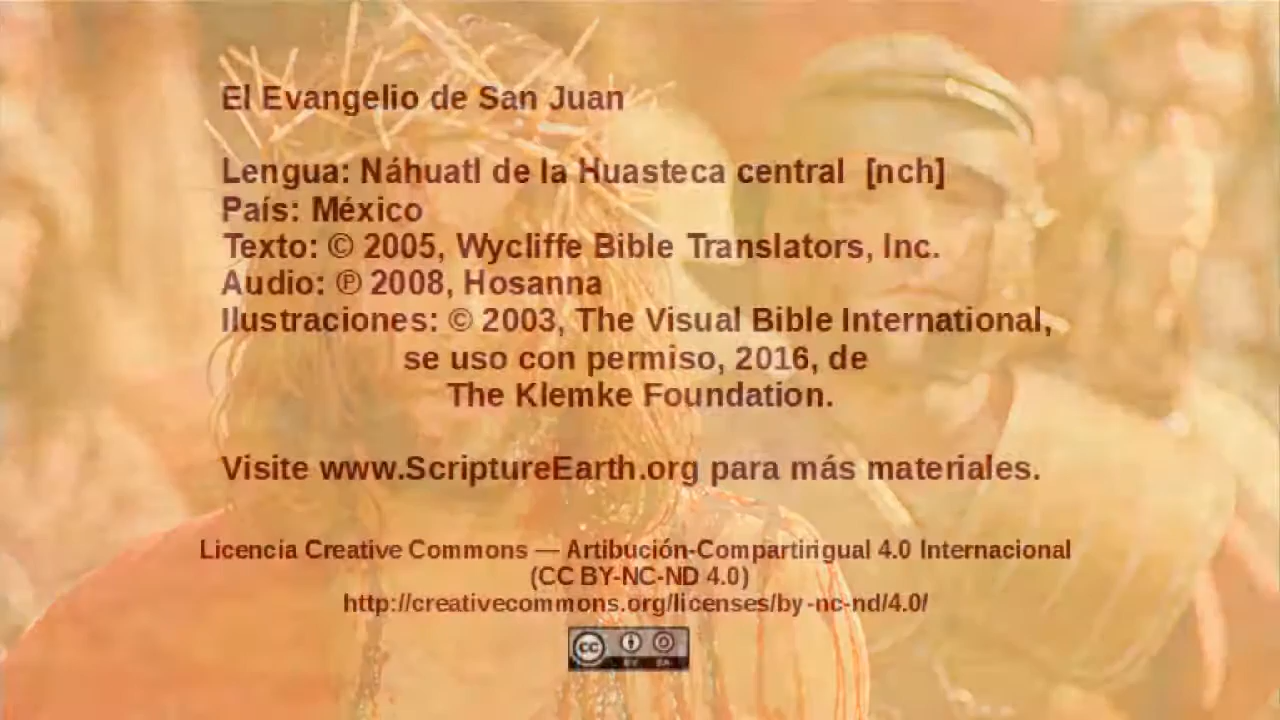 El Evangelio de San Juan
Lengua: Náhuatl de la Huasteca central [nch]
País: México
Texto: © 2005, Wycliffe Bible Translators, Inc.
Audio: ℗ 2008, Hosanna
Ilustraciones: © 2003, The Visual Bible International,
se uso con permiso, 2016, de
The Klemke Foundation.
Visite www.ScriptureEarth.org para más materiales.
Licencia Creative Commons — Artibución-Compartirigual 4.0 Internacional
(CC BY-NC-ND 4.0)
http://creativecommons.org/licenses/by-nc-nd/4.0/
cc
BY SA